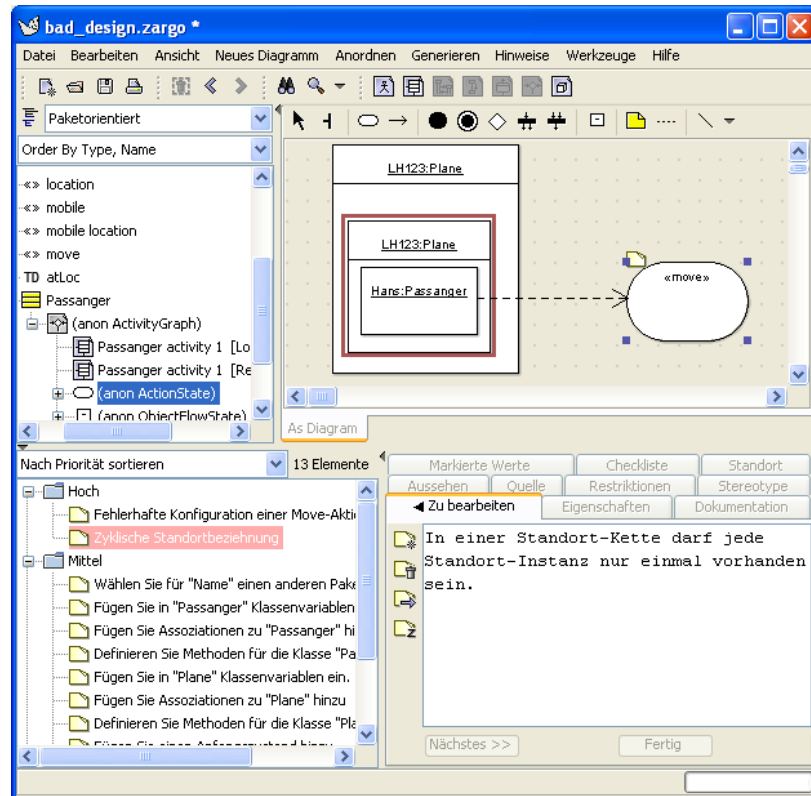 bad_design.zargo *
Datei Bearbeiten Ansicht Neues Diagramm Anordnen Generieren Hinweise Werkzeuge Hilfe
Paketorientiert
Order By Type, Name
«» location
«» mobile
«» mobile location
«» move
TD atLoc
Passanger
(anon ActivityGraph)
Passanger activity 1 [Lo
Passanger activity 1 [Re
(anon ActionState)
(anon ObjectFlowState)
LH123:Plane
LH123:Plane
Hans:Passanger
«move»
As Diagram
Nach Priorität sortieren
13 Elemente
Hoch
Fehlerhafte Konfiguration einer Move-Akti
Zyklische Standortbeziehnung
Mittel
Wählen Sie für "Name" einen anderen Pake
Fügen Sie in "Passanger" Klassenvariablen
Fügen Sie Assoziationen zu "Passanger" hi
Definieren Sie Methoden für die Klasse "Pa
Fügen Sie in "Plane" Klassenvariablen ein.
Fügen Sie Assoziationen zu "Plane" hinzu
Definieren Sie Methoden für die Klasse "Pla
Fügen Sie einen Anfangszustand hinzu
Markierte Werte Checkliste Standort
Aussehen Quelle Restriktionen Stereotype
Zu bearbeiten Eigenschaften Dokumentation
In einer Standort-Kette darf jede
Standort-Instanz nur einmal vorhanden
sein.
Nächstes >> Fertig